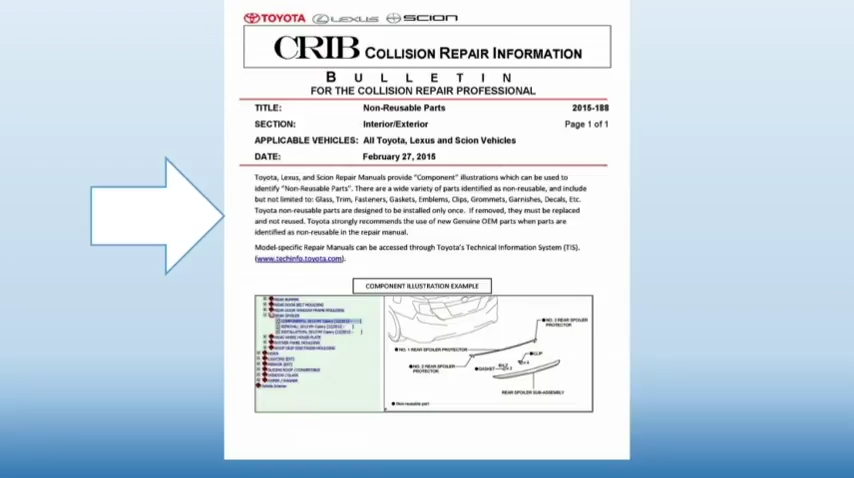 TOYOTA LEXUS SCION
CRIB COLLISION REPAIR INFORMATION
BULLETIN
FOR THE COLLISION REPAIR PROFESSIONAL
TITLE: Non-Reusable Parts 2015-188
SECTION: Interior/Exterior Page 1 of 1
APPLICABLE VEHICLES: All Toyota, Lexus and Scion Vehicles
DATE: February 27, 2015
Toyota, Lexus, and Scion Repair Manuals provide "Component" illustrations which can be used to
identify "Non-Reusable Parts". There are a wide variety of parts identified as non-reusable, and include
but not limited to: Glass, Trim, Fasteners, Gaskets, Emblems, Clips, Grommets, Garnishes, Decals, Etc.
Toyota non-reusable parts are designed to be installed only once. If removed, they must be replaced
and not reused. Toyota strongly recommends the use of new Genuine OEM parts when parts are
identified as non-reusable in the repair manual.
Model-specific Repair Manuals can be accessed through Toyota's Technical Information System (TIS).
(www.techinfo.toyota.com).
COMPONENT ILLUSTRATION EXAMPLE
NO. 2 REAR SPOILER
PROTECTOR
NO. 1 REAR SPOILER PROTECTOR
CLIP
PROTECTOR
GASKET
REAR SPOILER SUB-ASSEMBLY
Non-reusable part